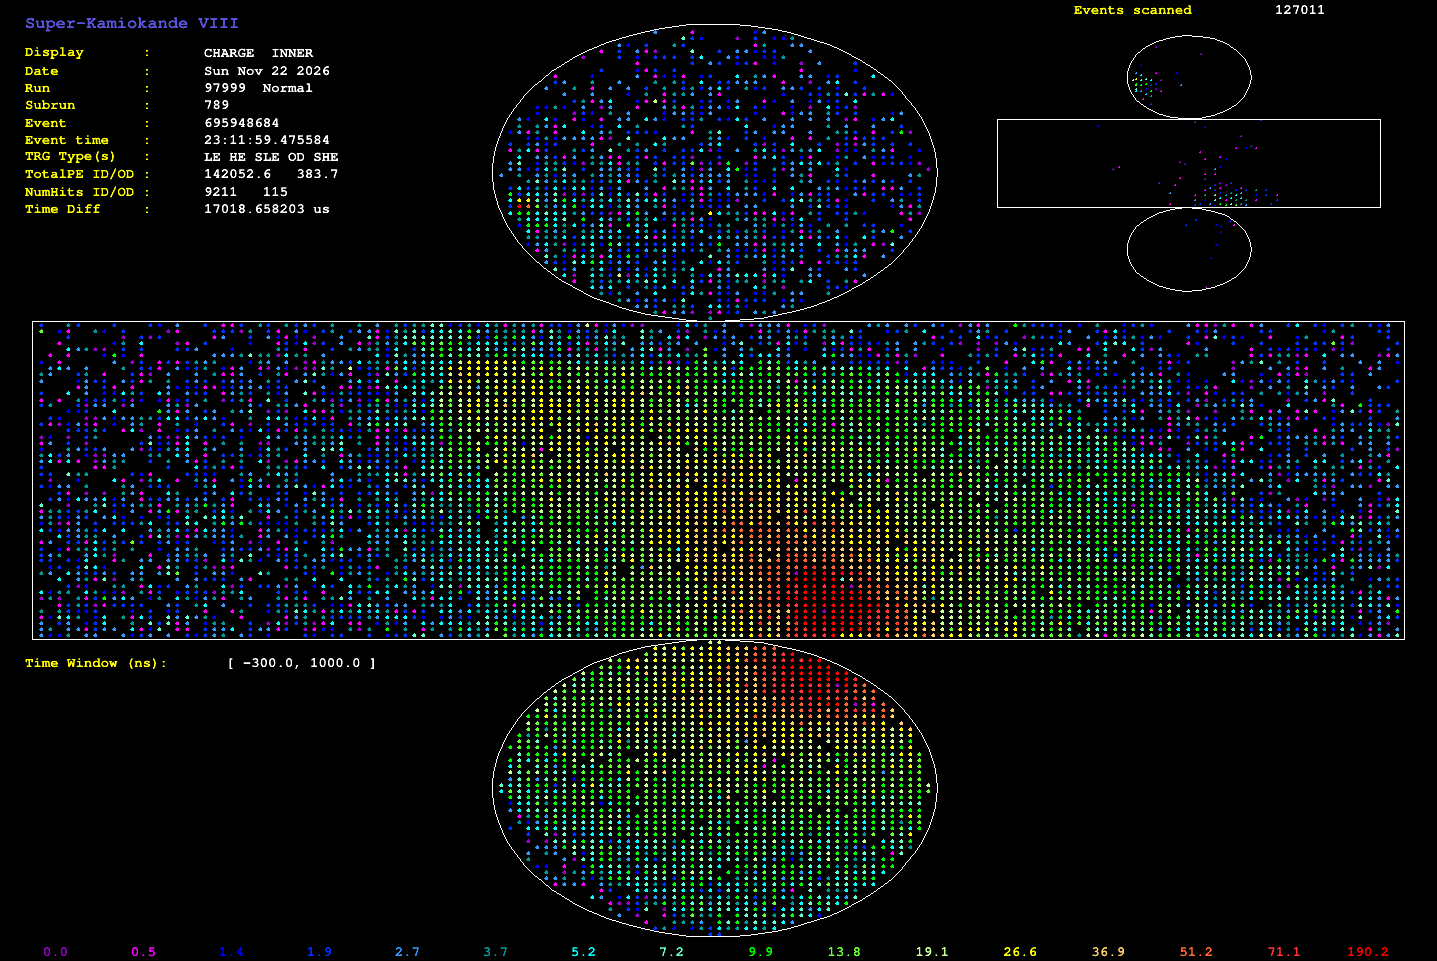 Super-Kamiokande VIII
Events scanned 127011
Display : CHARGE INNER
Date : Sun Nov 22 2026
Run : 97999 Normal
Subrun : 789
Event : 695948684
Event time : 23:11:59.475584
TRG Type(s) : LE HE SLE OD SHE
TotalPE ID/OD : 142052.6 383.7
NumHits ID/OD : 9211 115
Time Diff : 17018.658203 us
Time Window (ns): [ −300.0, 1000.0 ]
0.0 0.5 1.4 1.9 2.7 3.7 5.2 7.2 9.9 13.8 19.1 26.6 36.9 51.2 71.1 190.2